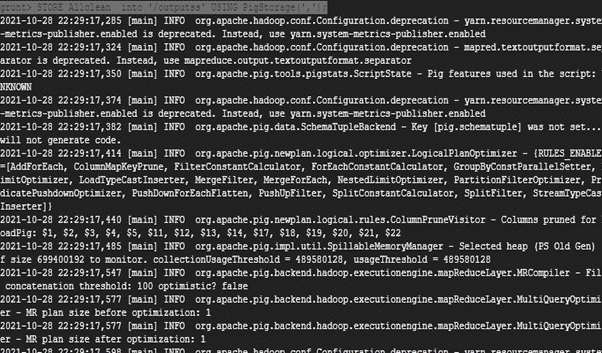 grunt> STORE Allclean  into '/outputss' USING PigStorage(',');
2021-10-28 22:29:17,285 [main] INFO  org.apache.hadoop.conf.Configuration.deprecation - yarn.resourcemanager.syste
-metrics-publisher.enabled is deprecated. Instead, use yarn.system-metrics-publisher.enabled
2021-10-28 22:29:17,324 [main] INFO  org.apache.hadoop.conf.Configuration.deprecation - mapred.textoutputformat.se
arator is deprecated. Instead, use mapreduce.output.textoutputformat.separator
2021-10-28 22:29:17,350 [main] INFO  org.apache.pig.tools.pigstats.ScriptState - Pig features used in the script:
NKNOWN
2021-10-28 22:29:17,374 [main] INFO  org.apache.hadoop.conf.Configuration.deprecation - yarn.resourcemanager.syste
-metrics-publisher.enabled is deprecated. Instead, use yarn.system-metrics-publisher.enabled
2021-10-28 22:29:17,382 [main] INFO  org.apache.pig.data.SchemaTupleBackend - Key [pig.schematuple] was not set...
will not generate code.
2021-10-28 22:29:17,414 [main] INFO  org.apache.pig.newplan.logical.optimizer.LogicalPlanOptimizer - {RULES_ENABLE
=[AddForEach, ColumnMapKeyPrune, FilterConstantCalculator, ForEachConstantCalculator, GroupByConstParallelSetter,
imitOptimizer, LoadTypeCastInserter, MergeFilter, MergeForEach, NestedLimitOptimizer, PartitionFilterOptimizer, Pr
dicatePushdownOptimizer, PushDownForEachFlatten, PushUpFilter, SplitConstantCalculator, SplitFilter, StreamTypeCas
Inserter]}
2021-10-28 22:29:17,440 [main] INFO  org.apache.pig.newplan.logical.rules.ColumnPruneVisitor - Columns pruned for
oadPig: $1, $2, $3, $4, $5, $11, $12, $13, $14, $17, $18, $19, $20, $21, $22
2021-10-28 22:29:17,485 [main] INFO  org.apache.pig.impl.util.SpillableMemoryManager - Selected heap (PS Old Gen)
f size 699400192 to monitor. collectionUsageThreshold = 489580128, usageThreshold = 489580128
2021-10-28 22:29:17,547 [main] INFO  org.apache.pig.backend.hadoop.executionengine.mapReduceLayer.MRCompiler - Fil
 concatenation threshold: 100 optimistic? false
2021-10-28 22:29:17,577 [main] INFO  org.apache.pig.backend.hadoop.executionengine.mapReduceLayer.MultiQueryOptimi
er - MR plan size before optimization: 1
2021-10-28 22:29:17,577 [main] INFO  org.apache.pig.backend.hadoop.executionengine.mapReduceLayer.MultiQueryOptimi
er - MR plan size after optimization: 1
2021-10-28 22:29:17,598 [main] INFO  org.apache.hadoop.conf.Configuration.deprecation - yarn.resourcemanager.syste